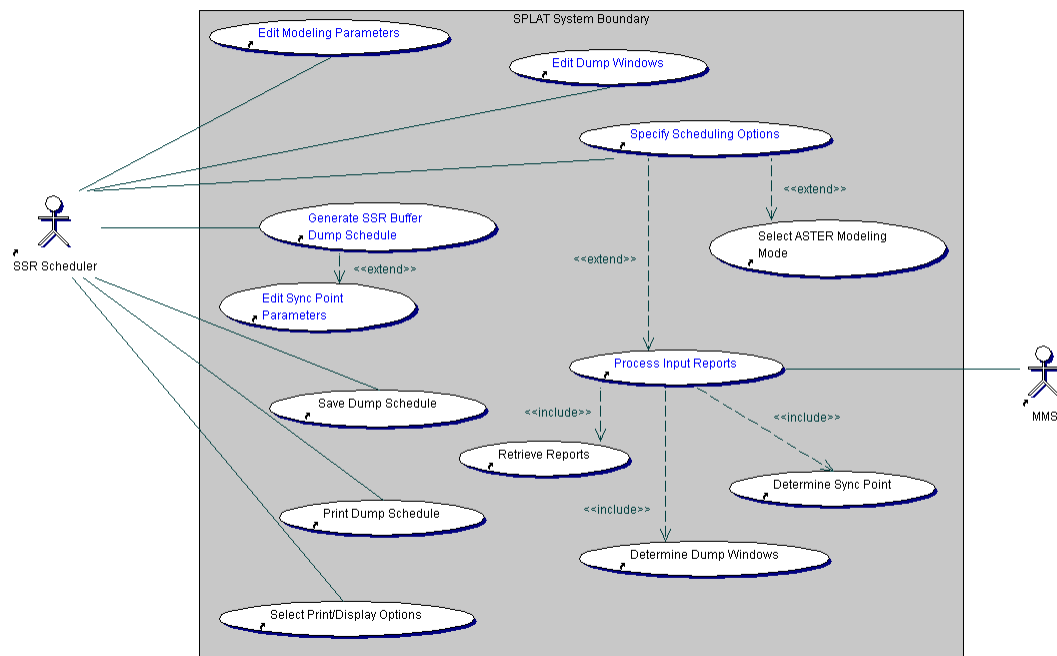 SPLAT System Boundary
Edit Modeling Parameters
Edit Dump Windows
Specify Scheduling Options
<<extend>>
Select ASTER Modeling
Mode
Generate SSR Buffer
Dump Schedule
<<extend>>
<<extend>>
Edit Sync Point
Parameters
SSR Scheduler
Process Input Reports
MMS
Save Dump Schedule
<<include>>
<<include>>
Retrieve Reports
Determine Sync Point
Print Dump Schedule
<<include>>
Determine Dump Windows
Select Print/Display Options